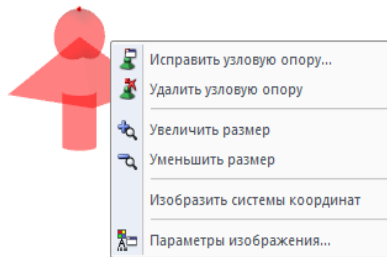 Исправить узловую опору...
Удалить узловую опору
Увеличить размер
Уменьшить размер
Изобразить системы координат
Параметры изображения...